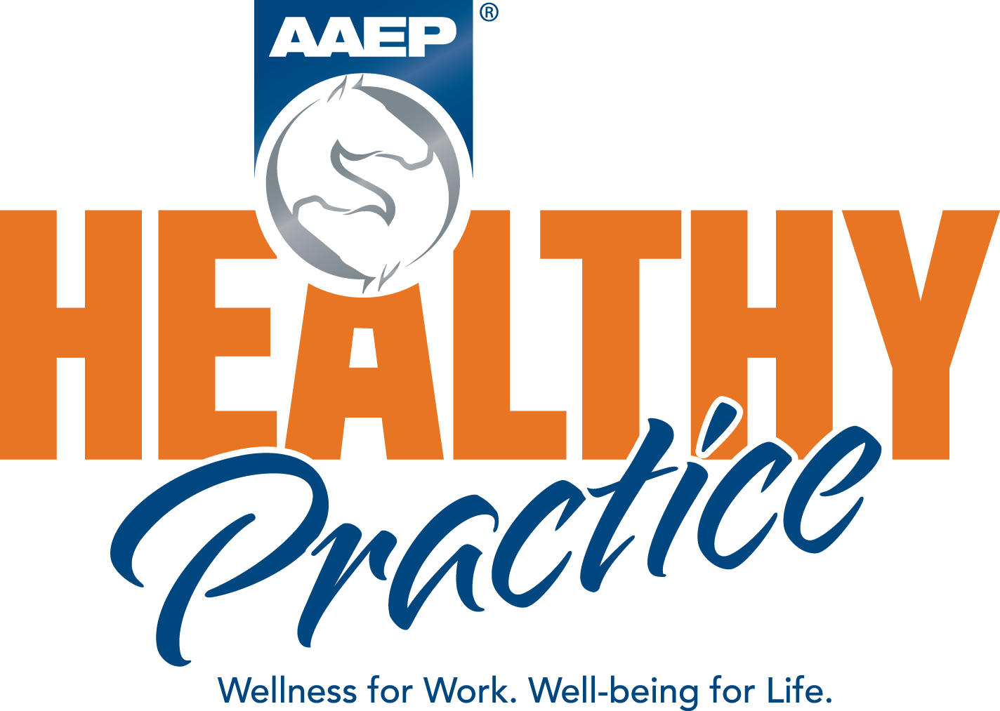 AAEP®
HEALTHY
Practice
Wellness for Work. Well-being for Life.